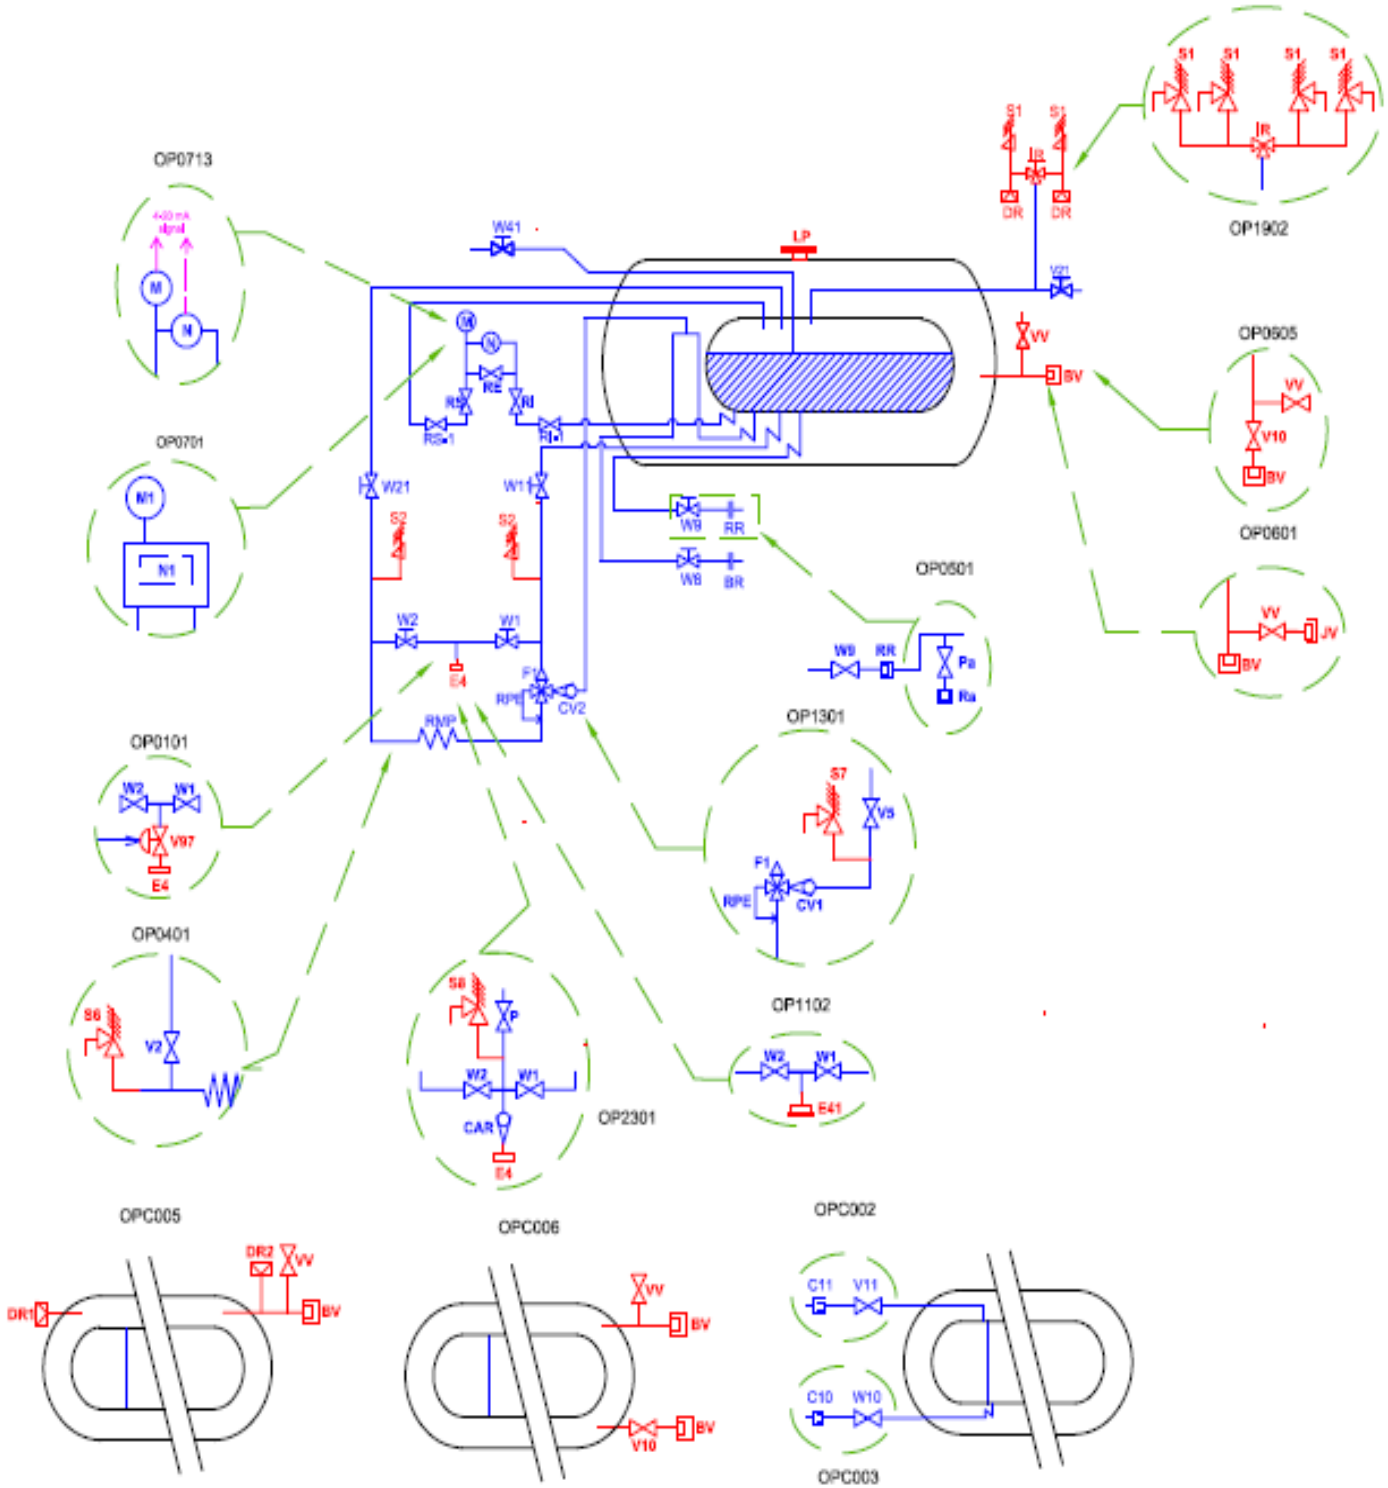 S1 S1 S1 S1
IR
OP1902
S1 S1
IR
DR DR
OP0713
4-20 mA
signal
M
N
W41
LP
V21
VV
BV
M
N
RE
RS RI
RS-1 RI-1
OP0605
VV
V10
BV
OP0701
M1
N1
W21 W11
S2 S2
W9 RR
BR
OP0601
VV
JV
BV
OP0501
W9 RR
Pa
Ra
W2 W1
E4
F1
RPE
CV2
RMP
OP1301
S7
V5
F1
RPE
CV1
OP0101
W2 W1
V97
E4
OP0401
S6
V2
S8
P
W2 W1
CAR
E4
OP2301
OP1102
W2 W1
E41
OPC005
DR2
VV
DR1
BV
OPC006
VV
BV
BV
V10
OPC002
C11 V11
C10 W10
OPC003